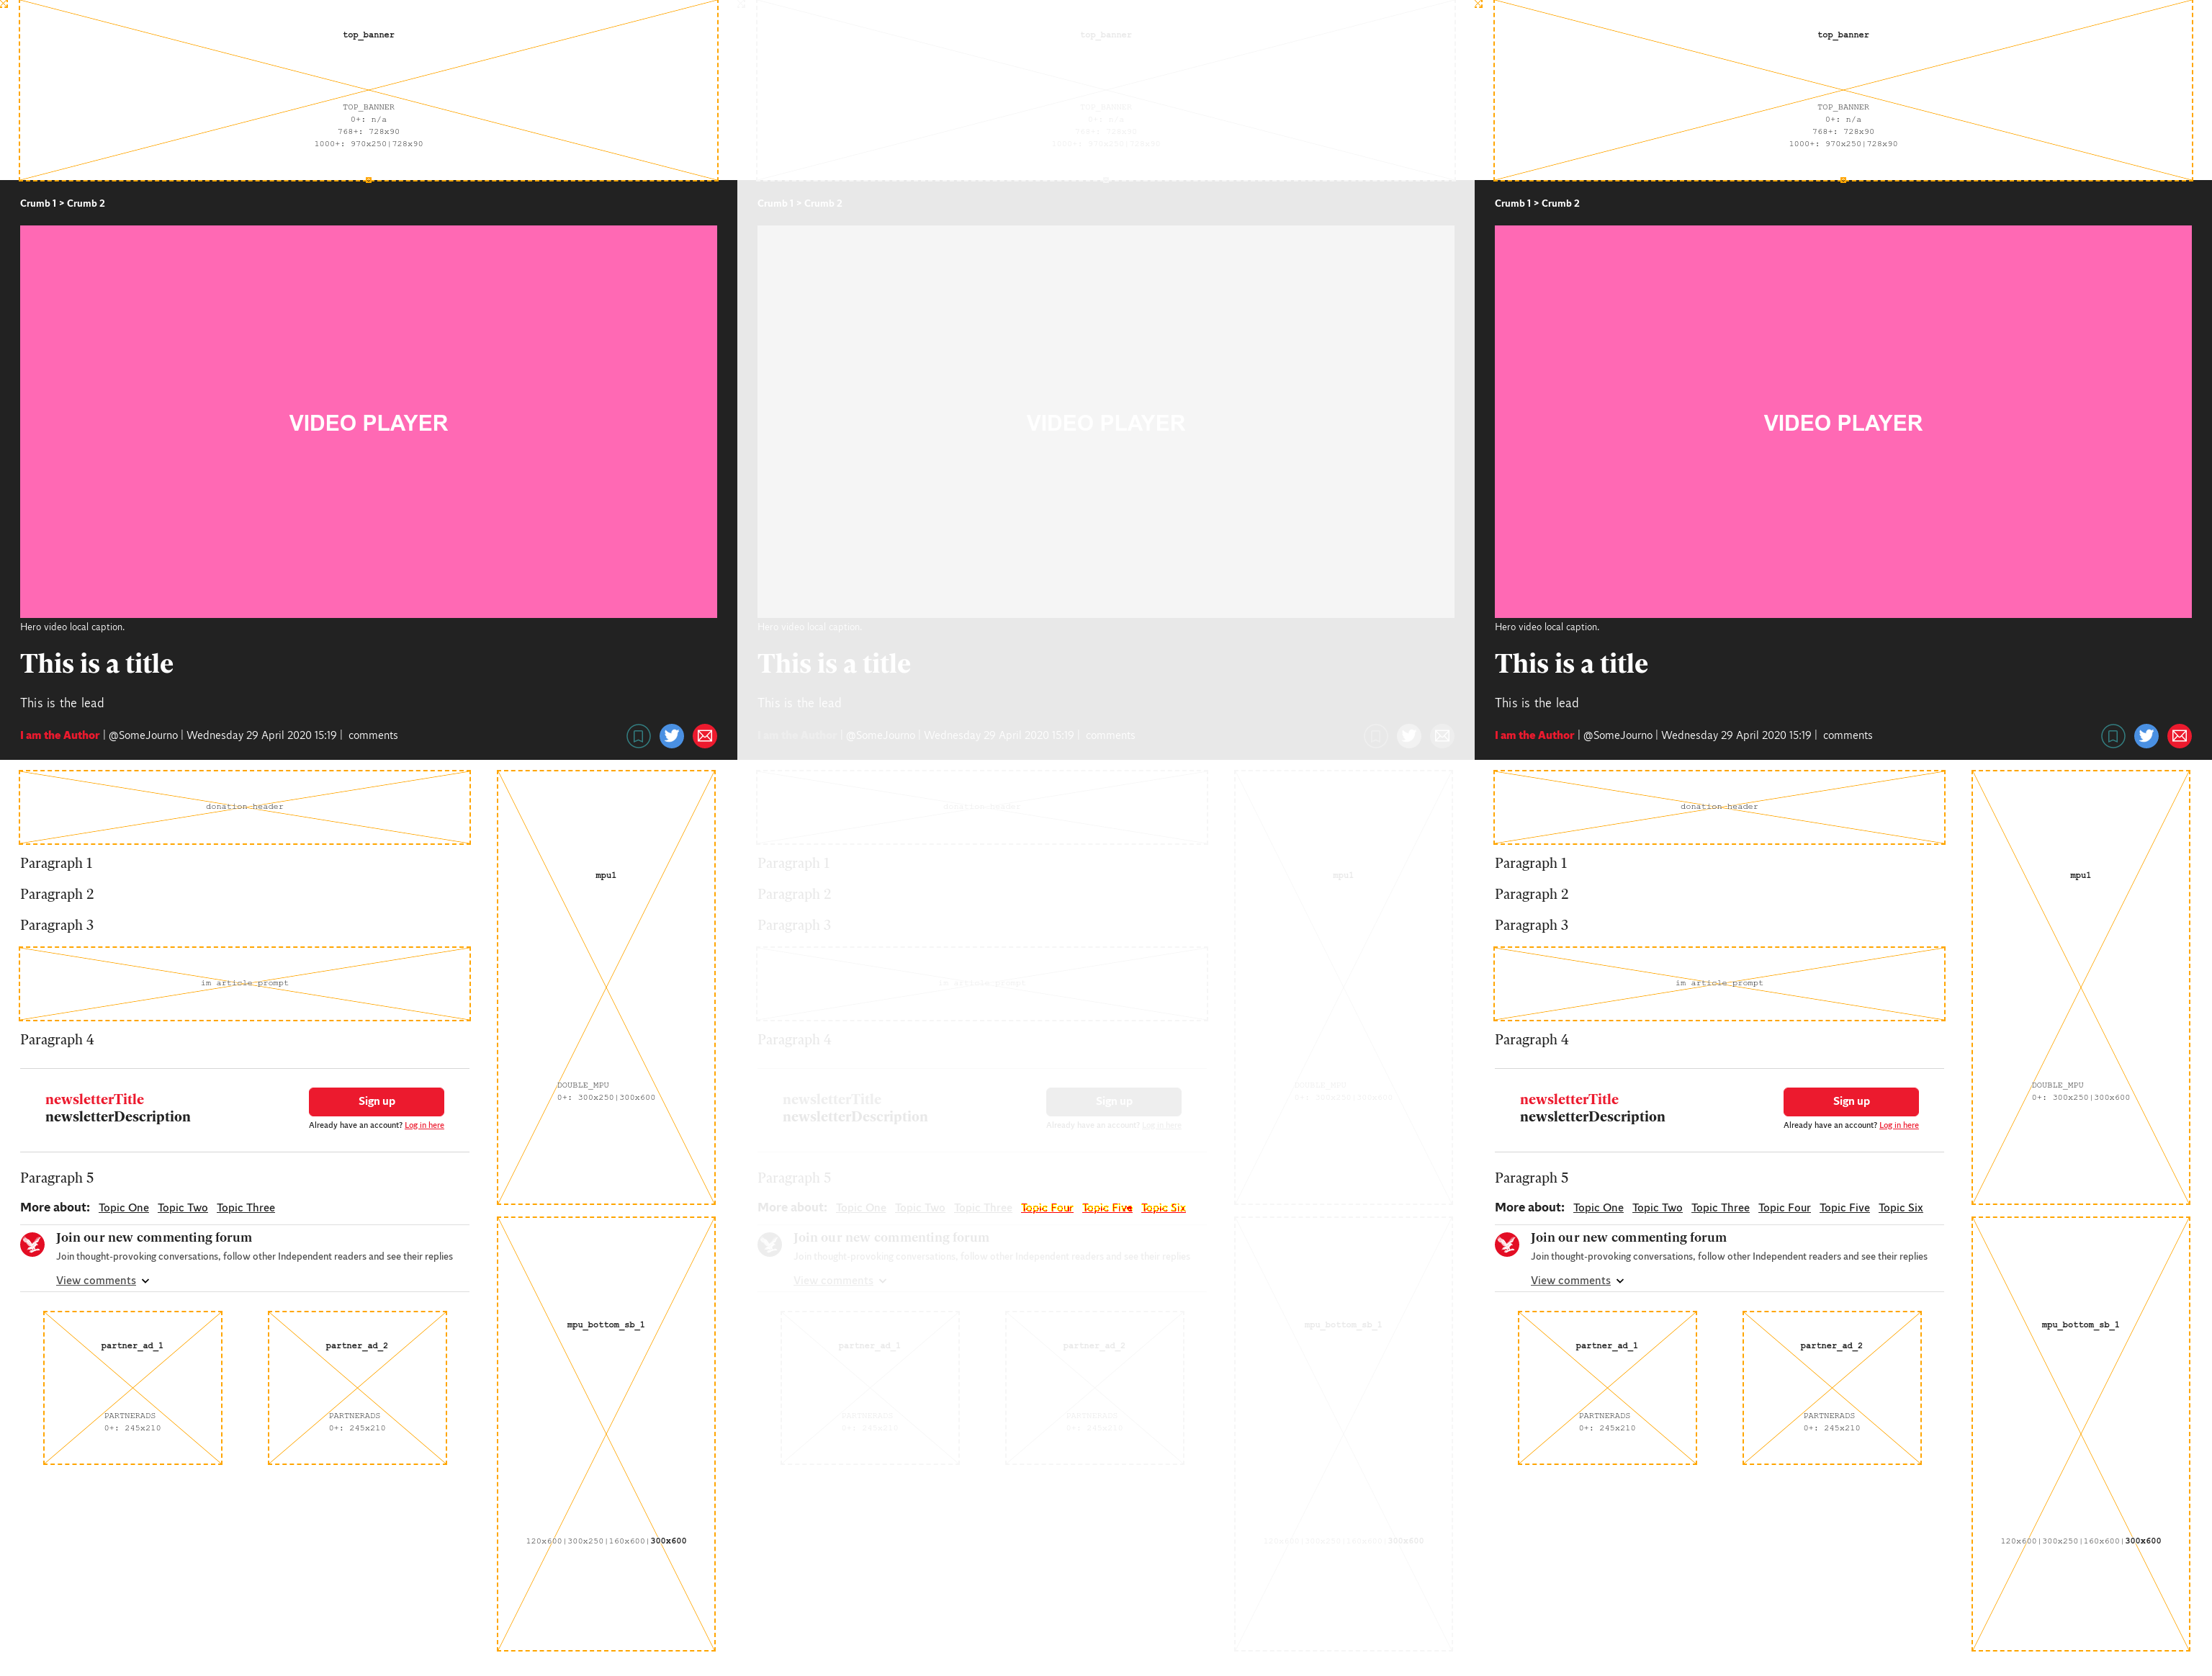 top_banner
TOP_BANNER
0+: n/a
768+: 728x90
1000+: 970x250|728x90
Crumb 1 > Crumb 2
VIDEO PLAYER
Hero video local caption.
This is a title
This is the lead
I am the Author | @SomeJourno | Wednesday 29 April 2020 15:19 | comments
donation header
Paragraph 1
Paragraph 2
Paragraph 3
im article prompt
Paragraph 4
newsletterTitle
newsletterDescription
Sign up
Already have an account? Log in here
Paragraph 5
More about: Topic One Topic Two Topic Three
Join our new commenting forum
Join thought-provoking conversations, follow other Independent readers and see their replies
View comments
partner_ad_1
PARTNERADS
0+: 245x210
partner_ad_2
PARTNERADS
0+: 245x210
mpu1
DOUBLE_MPU
0+: 300x250|300x600
mpu_bottom_sb_1
120x600|300x250|160x600|300x600
top_banner
TOP_BANNER
0+: n/a
768+: 728x90
1000+: 970x250|728x90
Crumb 1 > Crumb 2
VIDEO PLAYER
Hero video local caption.
This is a title
This is the lead
I am the Author | @SomeJourno | Wednesday 29 April 2020 15:19 | comments
donation header
Paragraph 1
Paragraph 2
Paragraph 3
im article prompt
Paragraph 4
newsletterTitle
newsletterDescription
Sign up
Already have an account? Log in here
Paragraph 5
More about: Topic One Topic Two Topic Three Topic Four Topic Five Topic Six
Join our new commenting forum
Join thought-provoking conversations, follow other Independent readers and see their replies
View comments
partner_ad_1
PARTNERADS
0+: 245x210
partner_ad_2
PARTNERADS
0+: 245x210
mpu1
DOUBLE_MPU
0+: 300x250|300x600
mpu_bottom_sb_1
120x600|300x250|160x600|300x600
top_banner
TOP_BANNER
0+: n/a
768+: 728x90
1000+: 970x250|728x90
Crumb 1 > Crumb 2
VIDEO PLAYER
Hero video local caption.
This is a title
This is the lead
I am the Author | @SomeJourno | Wednesday 29 April 2020 15:19 | comments
donation header
Paragraph 1
Paragraph 2
Paragraph 3
im article prompt
Paragraph 4
newsletterTitle
newsletterDescription
Sign up
Already have an account? Log in here
Paragraph 5
More about: Topic One Topic Two Topic Three Topic Four Topic Five Topic Six
Join our new commenting forum
Join thought-provoking conversations, follow other Independent readers and see their replies
View comments
partner_ad_1
PARTNERADS
0+: 245x210
partner_ad_2
PARTNERADS
0+: 245x210
mpu1
DOUBLE_MPU
0+: 300x250|300x600
mpu_bottom_sb_1
120x600|300x250|160x600|300x600